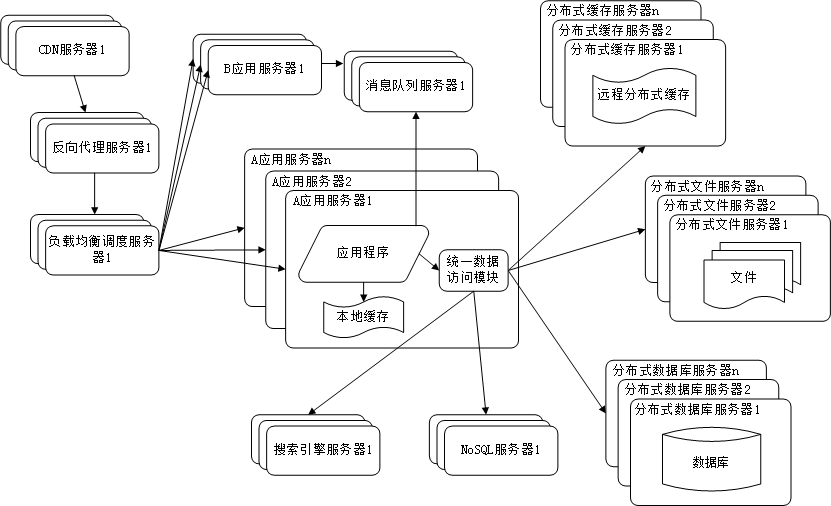 CDN服务器1
B应用服务器1
消息队列服务器1
分布式缓存服务器n
分布式缓存服务器2
分布式缓存服务器1
远程分布式缓存
反向代理服务器1
A应用服务器n
A应用服务器2
A应用服务器1
分布式文件服务器n
分布式文件服务器2
分布式文件服务器1
文件
负载均衡调度服务
器1
应用程序
统一数据
访问模块
本地缓存
分布式数据库服务器n
分布式数据库服务器2
分布式数据库服务器1
数据库
搜索引擎服务器1
NoSQL服务器1